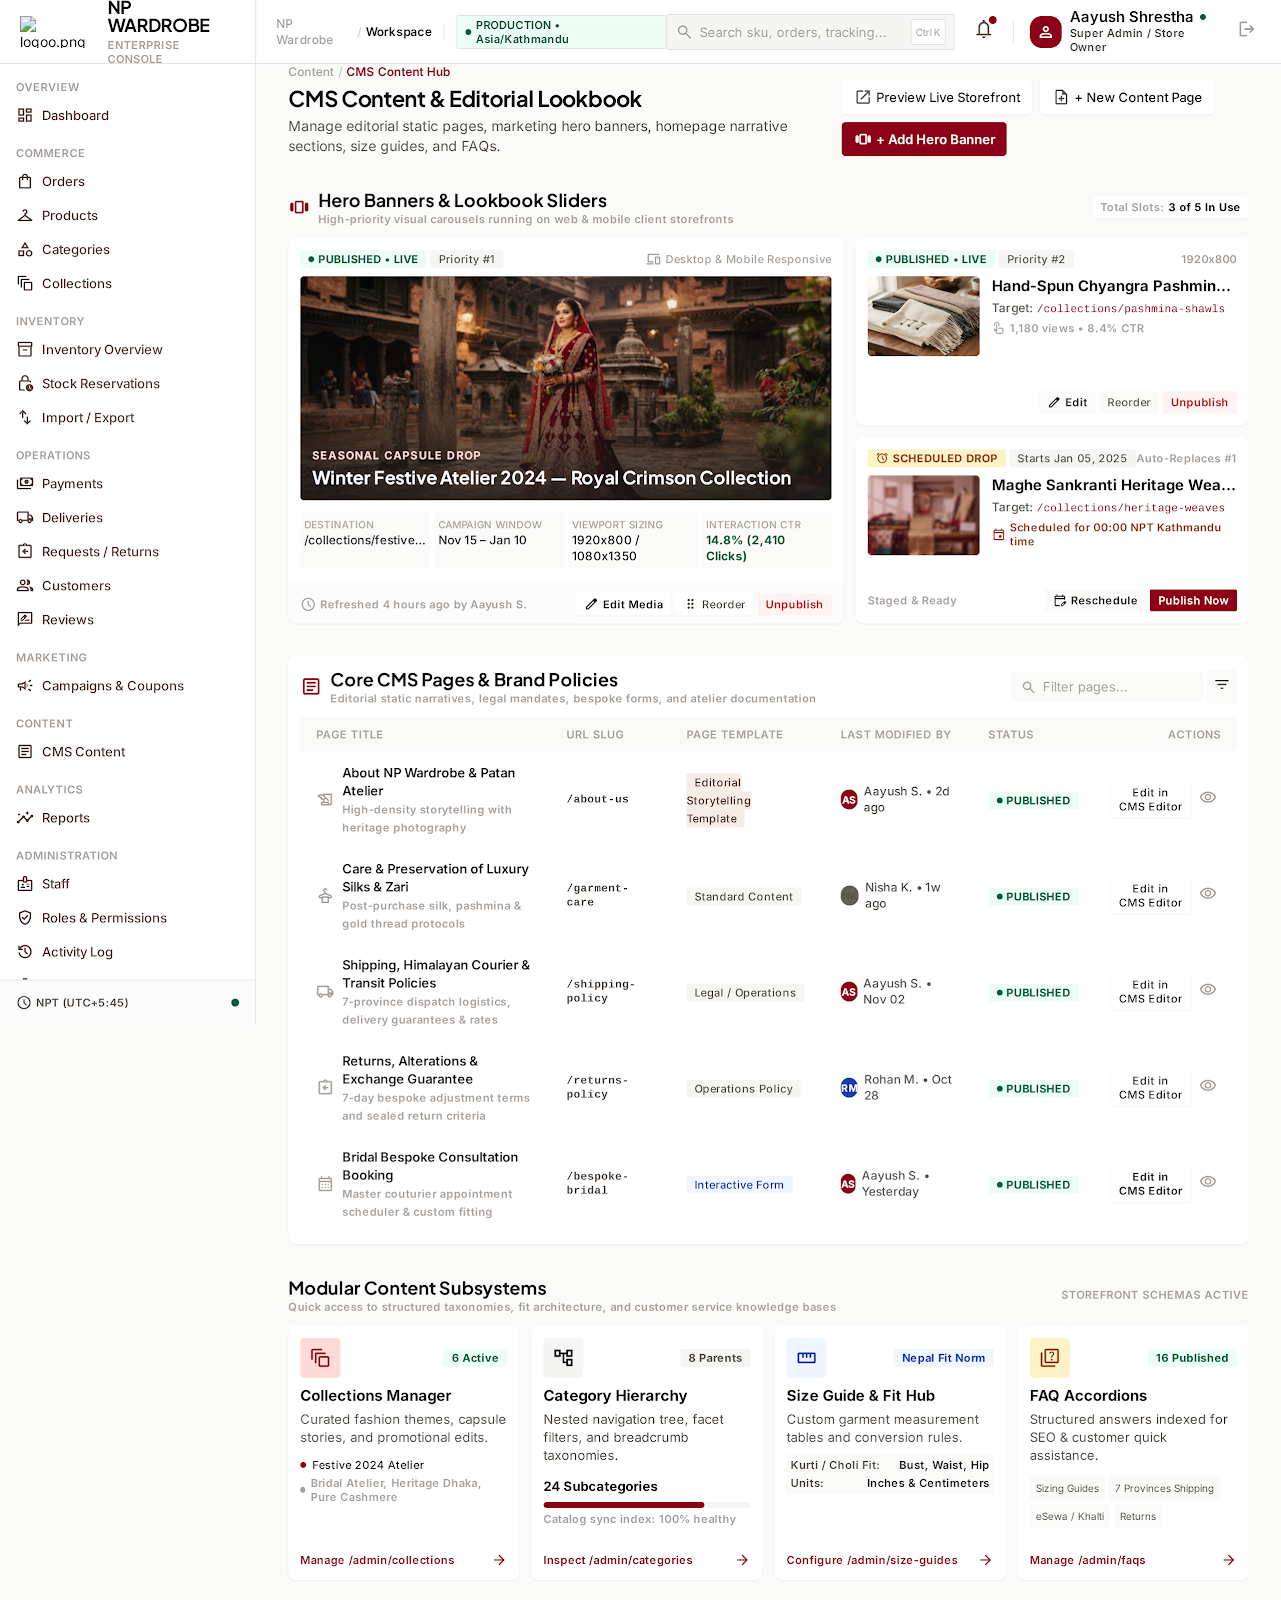 logoo.png
NP WARDROBE
ENTERPRISE CONSOLE
OVERVIEW
Dashboard
COMMERCE
Orders
Products
Categories
Collections
INVENTORY
Inventory Overview
Stock Reservations
Import / Export
OPERATIONS
Payments
Deliveries
Requests / Returns
Customers
Reviews
MARKETING
Campaigns & Coupons
CONTENT
CMS Content
ANALYTICS
Reports
ADMINISTRATION
Staff
Roles & Permissions
Activity Log
NPT (UTC+5:45)
NP Wardrobe / Workspace
PRODUCTION • Asia/Kathmandu
Search sku, orders, tracking...
Ctrl K
Aayush Shrestha
Super Admin / Store Owner
Content / CMS Content Hub
CMS Content & Editorial Lookbook
Manage editorial static pages, marketing hero banners, homepage narrative
sections, size guides, and FAQs.
Preview Live Storefront
+ New Content Page
+ Add Hero Banner
Hero Banners & Lookbook Sliders
High-priority visual carousels running on web & mobile client storefronts
Total Slots: 3 of 5 In Use
PUBLISHED • LIVE
Priority #1
Desktop & Mobile Responsive
SEASONAL CAPSULE DROP
Winter Festive Atelier 2024 — Royal Crimson Collection
DESTINATION
/collections/festive...
CAMPAIGN WINDOW
Nov 15 – Jan 10
VIEWPORT SIZING
1920x800 /
1080x1350
INTERACTION CTR
14.8% (2,410
Clicks)
Refreshed 4 hours ago by Aayush S.
Edit Media
Reorder
Unpublish
PUBLISHED • LIVE
Priority #2
1920x800
Hand-Spun Chyangra Pashmin...
Target: /collections/pashmina-shawls
1,180 views • 8.4% CTR
Edit
Reorder
Unpublish
SCHEDULED DROP
Starts Jan 05, 2025
Auto-Replaces #1
Maghe Sankranti Heritage Wea...
Target: /collections/heritage-weaves
Scheduled for 00:00 NPT Kathmandu
time
Staged & Ready
Reschedule
Publish Now
Core CMS Pages & Brand Policies
Editorial static narratives, legal mandates, bespoke forms, and atelier documentation
Filter pages...
PAGE TITLE
URL SLUG
PAGE TEMPLATE
LAST MODIFIED BY
STATUS
ACTIONS
About NP Wardrobe & Patan
Atelier
High-density storytelling with
heritage photography
/about-us
Editorial
Storytelling
Template
AS
Aayush S. • 2d
ago
PUBLISHED
Edit in
CMS Editor
Care & Preservation of Luxury
Silks & Zari
Post-purchase silk, pashmina &
gold thread protocols
/garment-
care
Standard Content
Nisha K. • 1w
ago
PUBLISHED
Edit in
CMS Editor
Shipping, Himalayan Courier &
Transit Policies
7-province dispatch logistics,
delivery guarantees & rates
/shipping-
policy
Legal / Operations
AS
Aayush S. •
Nov 02
PUBLISHED
Edit in
CMS Editor
Returns, Alterations &
Exchange Guarantee
7-day bespoke adjustment terms
and sealed return criteria
/returns-
policy
Operations Policy
RM
Rohan M. • Oct
28
PUBLISHED
Edit in
CMS Editor
Bridal Bespoke Consultation
Booking
Master couturier appointment
scheduler & custom fitting
/bespoke-
bridal
Interactive Form
AS
Aayush S. •
Yesterday
PUBLISHED
Edit in
CMS Editor
Modular Content Subsystems
Quick access to structured taxonomies, fit architecture, and customer service knowledge bases
STOREFRONT SCHEMAS ACTIVE
6 Active
Collections Manager
Curated fashion themes, capsule
stories, and promotional edits.
Festive 2024 Atelier
Bridal Atelier, Heritage Dhaka,
Pure Cashmere
Manage /admin/collections
8 Parents
Category Hierarchy
Nested navigation tree, facet
filters, and breadcrumb
taxonomies.
24 Subcategories
Catalog sync index: 100% healthy
Inspect /admin/categories
Nepal Fit Norm
Size Guide & Fit Hub
Custom garment measurement
tables and conversion rules.
Kurti / Choli Fit: Bust, Waist, Hip
Units: Inches & Centimeters
Configure /admin/size-guides
16 Published
FAQ Accordions
Structured answers indexed for
SEO & customer quick
assistance.
Sizing Guides
7 Provinces Shipping
eSewa / Khalti
Returns
Manage /admin/faqs